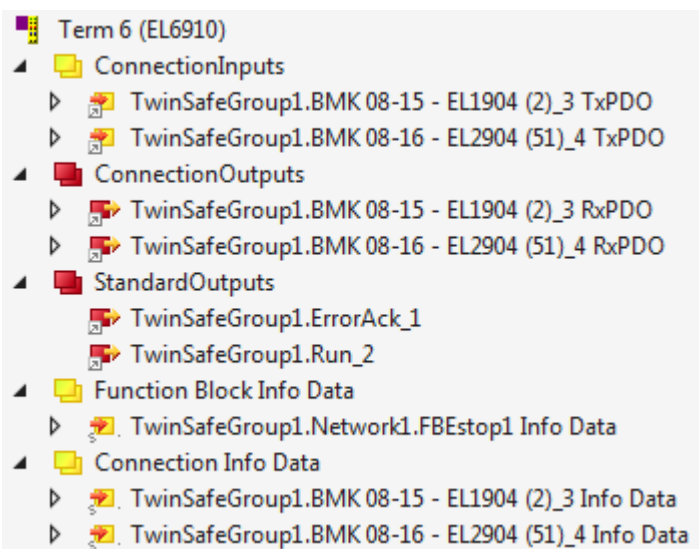 Term 6 (EL6910)
ConnectionInputs
TwinSafeGroup1.BMK 08-15 - EL1904 (2)_3 TxPDO
TwinSafeGroup1.BMK 08-16 - EL2904 (51)_4 TxPDO
ConnectionOutputs
TwinSafeGroup1.BMK 08-15 - EL1904 (2)_3 RxPDO
TwinSafeGroup1.BMK 08-16 - EL2904 (51)_4 RxPDO
StandardOutputs
TwinSafeGroup1.ErrorAck_1
TwinSafeGroup1.Run_2
Function Block Info Data
TwinSafeGroup1.Network1.FBEstop1 Info Data
Connection Info Data
TwinSafeGroup1.BMK 08-15 - EL1904 (2)_3 Info Data
TwinSafeGroup1.BMK 08-16 - EL2904 (51)_4 Info Data